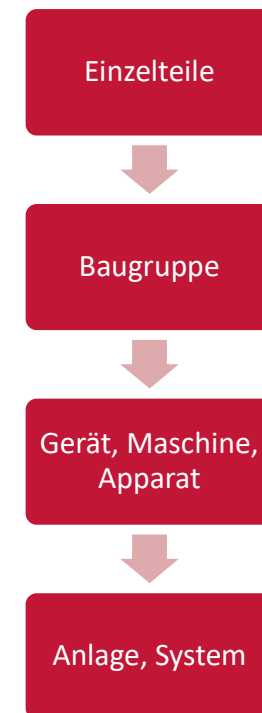 Einzelteile
Baugruppe
Gerät, Maschine,
Apparat
Anlage, System